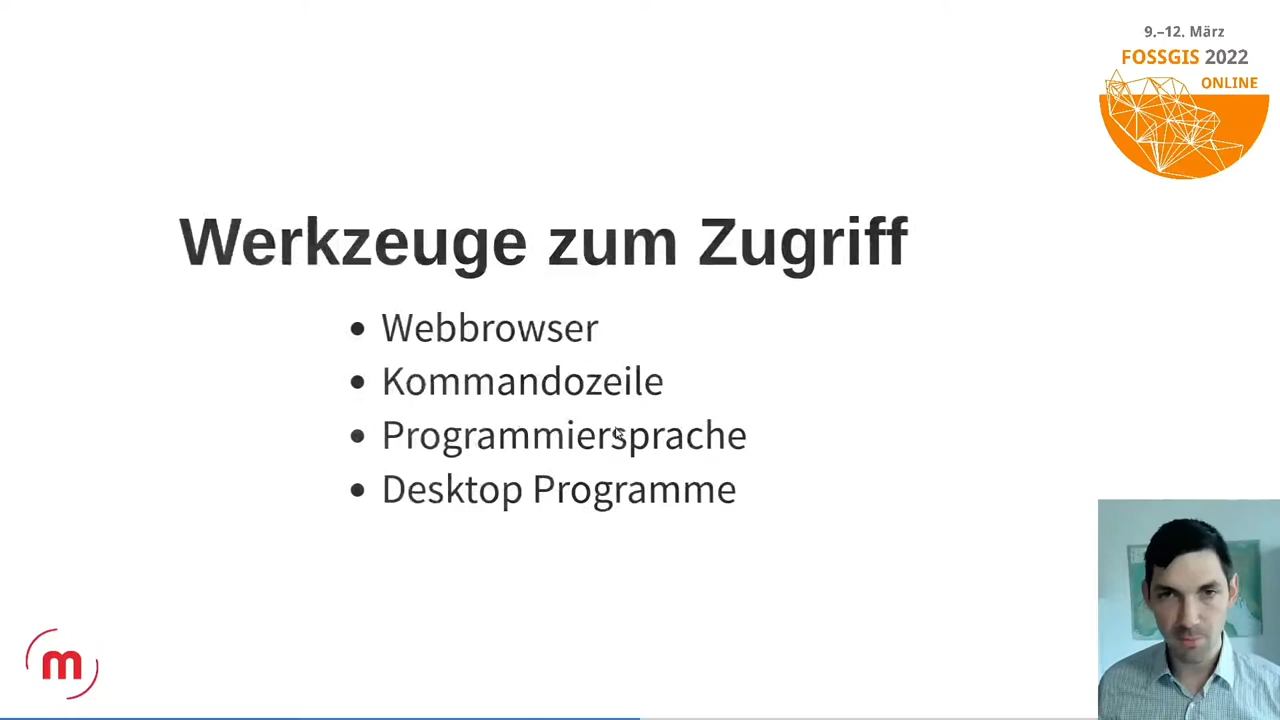 9.–12. März
FOSSGIS 2022
ONLINE
Werkzeuge zum Zugriff
Webbrowser
Kommandozeile
Programmiersprache
Desktop Programme
m